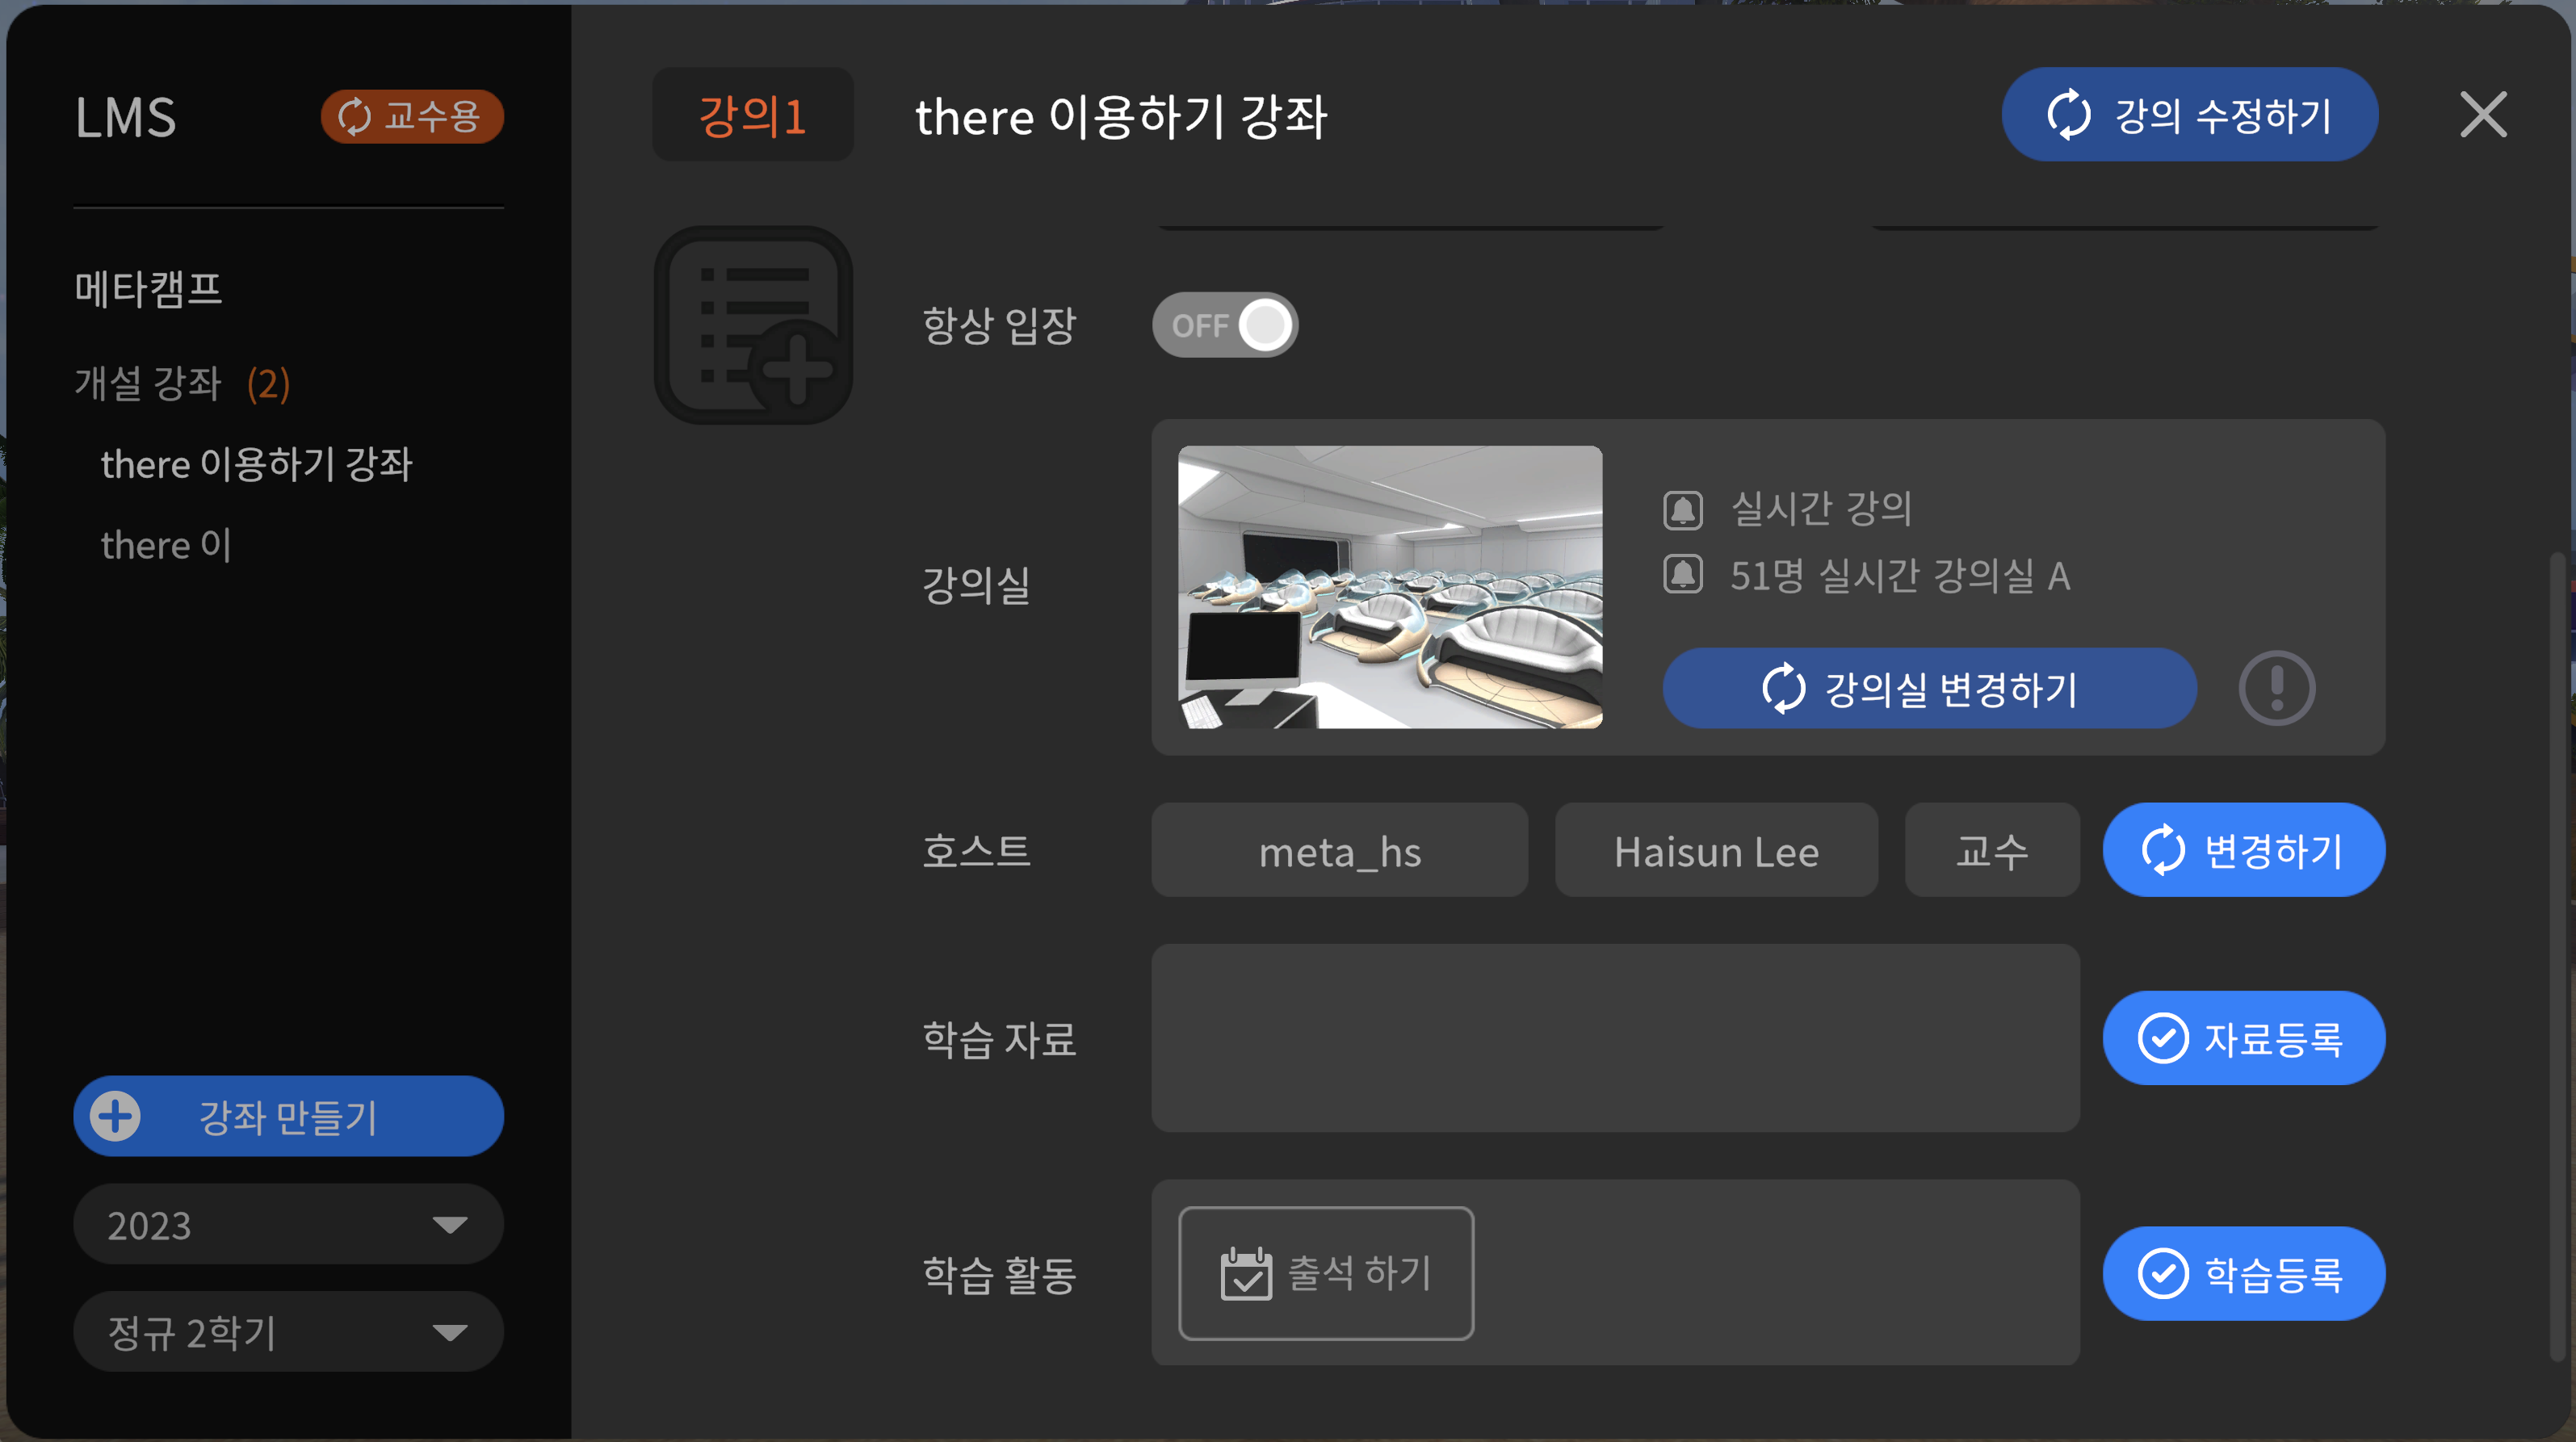 LMS
교수용
메타캠프
개설 강좌 (2)
there 이용하기 강좌
there 이
강좌 만들기
2023
정규 2학기
강의1
there 이용하기 강좌
강의 수정하기
항상 입장
OFF
강의실
실시간 강의
51명 실시간 강의실 A
강의실 변경하기
호스트
meta_hs
Haisun Lee
교수
변경하기
학습 자료
자료등록
학습 활동
출석 하기
학습등록